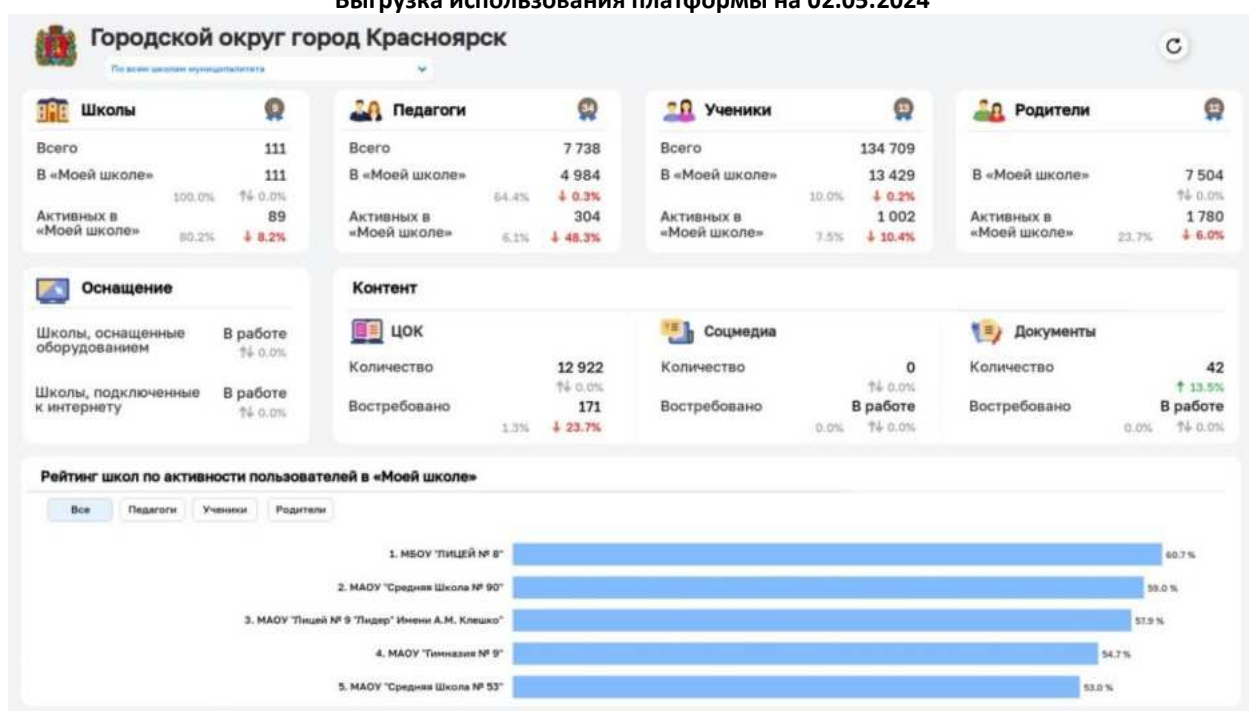 Выгрузка использования платформы на 02.05.2024
Городской округ город Красноярск
По всем школам муниципалитета
Школы
9
Всего 111
В «Моей школе» 111
100.0% ↑↓ 0.0%
Активных в «Моей школе» 89
80.2% ↓ 8.2%
Педагоги
34
Всего 7 738
В «Моей школе» 4 984
64.4% ↓ 0.3%
Активных в «Моей школе» 304
6.1% ↓ 48.3%
Ученики
13
Всего 134 709
В «Моей школе» 13 429
10.0% ↓ 0.2%
Активных в «Моей школе» 1 002
7.5% ↓ 10.4%
Родители
12
В «Моей школе» 7 504
↑↓ 0.0%
Активных в «Моей школе» 1 780
23.7% ↓ 6.0%
Оснащение
Школы, оснащенные оборудованием В работе
↑↓ 0.0%
Школы, подключенные к интернету В работе
↑↓ 0.0%
Контент
ЦОК
Количество 12 922
↑↓ 0.0%
Востребовано 171
1.3% ↓ 23.7%
Соцмедиа
Количество 0
↑↓ 0.0%
Востребовано В работе
0.0% ↑↓ 0.0%
Документы
Количество 42
↑ 13.5%
Востребовано В работе
0.0% ↑↓ 0.0%
Рейтинг школ по активности пользователей в «Моей школе»
Все Педагоги Ученики Родители
1. МБОУ "ЛИЦЕЙ № 8" 60.7 %
2. МАОУ "Средняя Школа № 90" 59.0 %
3. МАОУ "Лицей № 9 "Лидер" Имени А.М. Клешко" 57.9 %
4. МАОУ "Гимназия № 9" 54.7 %
5. МАОУ "Средняя Школа № 53" 53.0 %